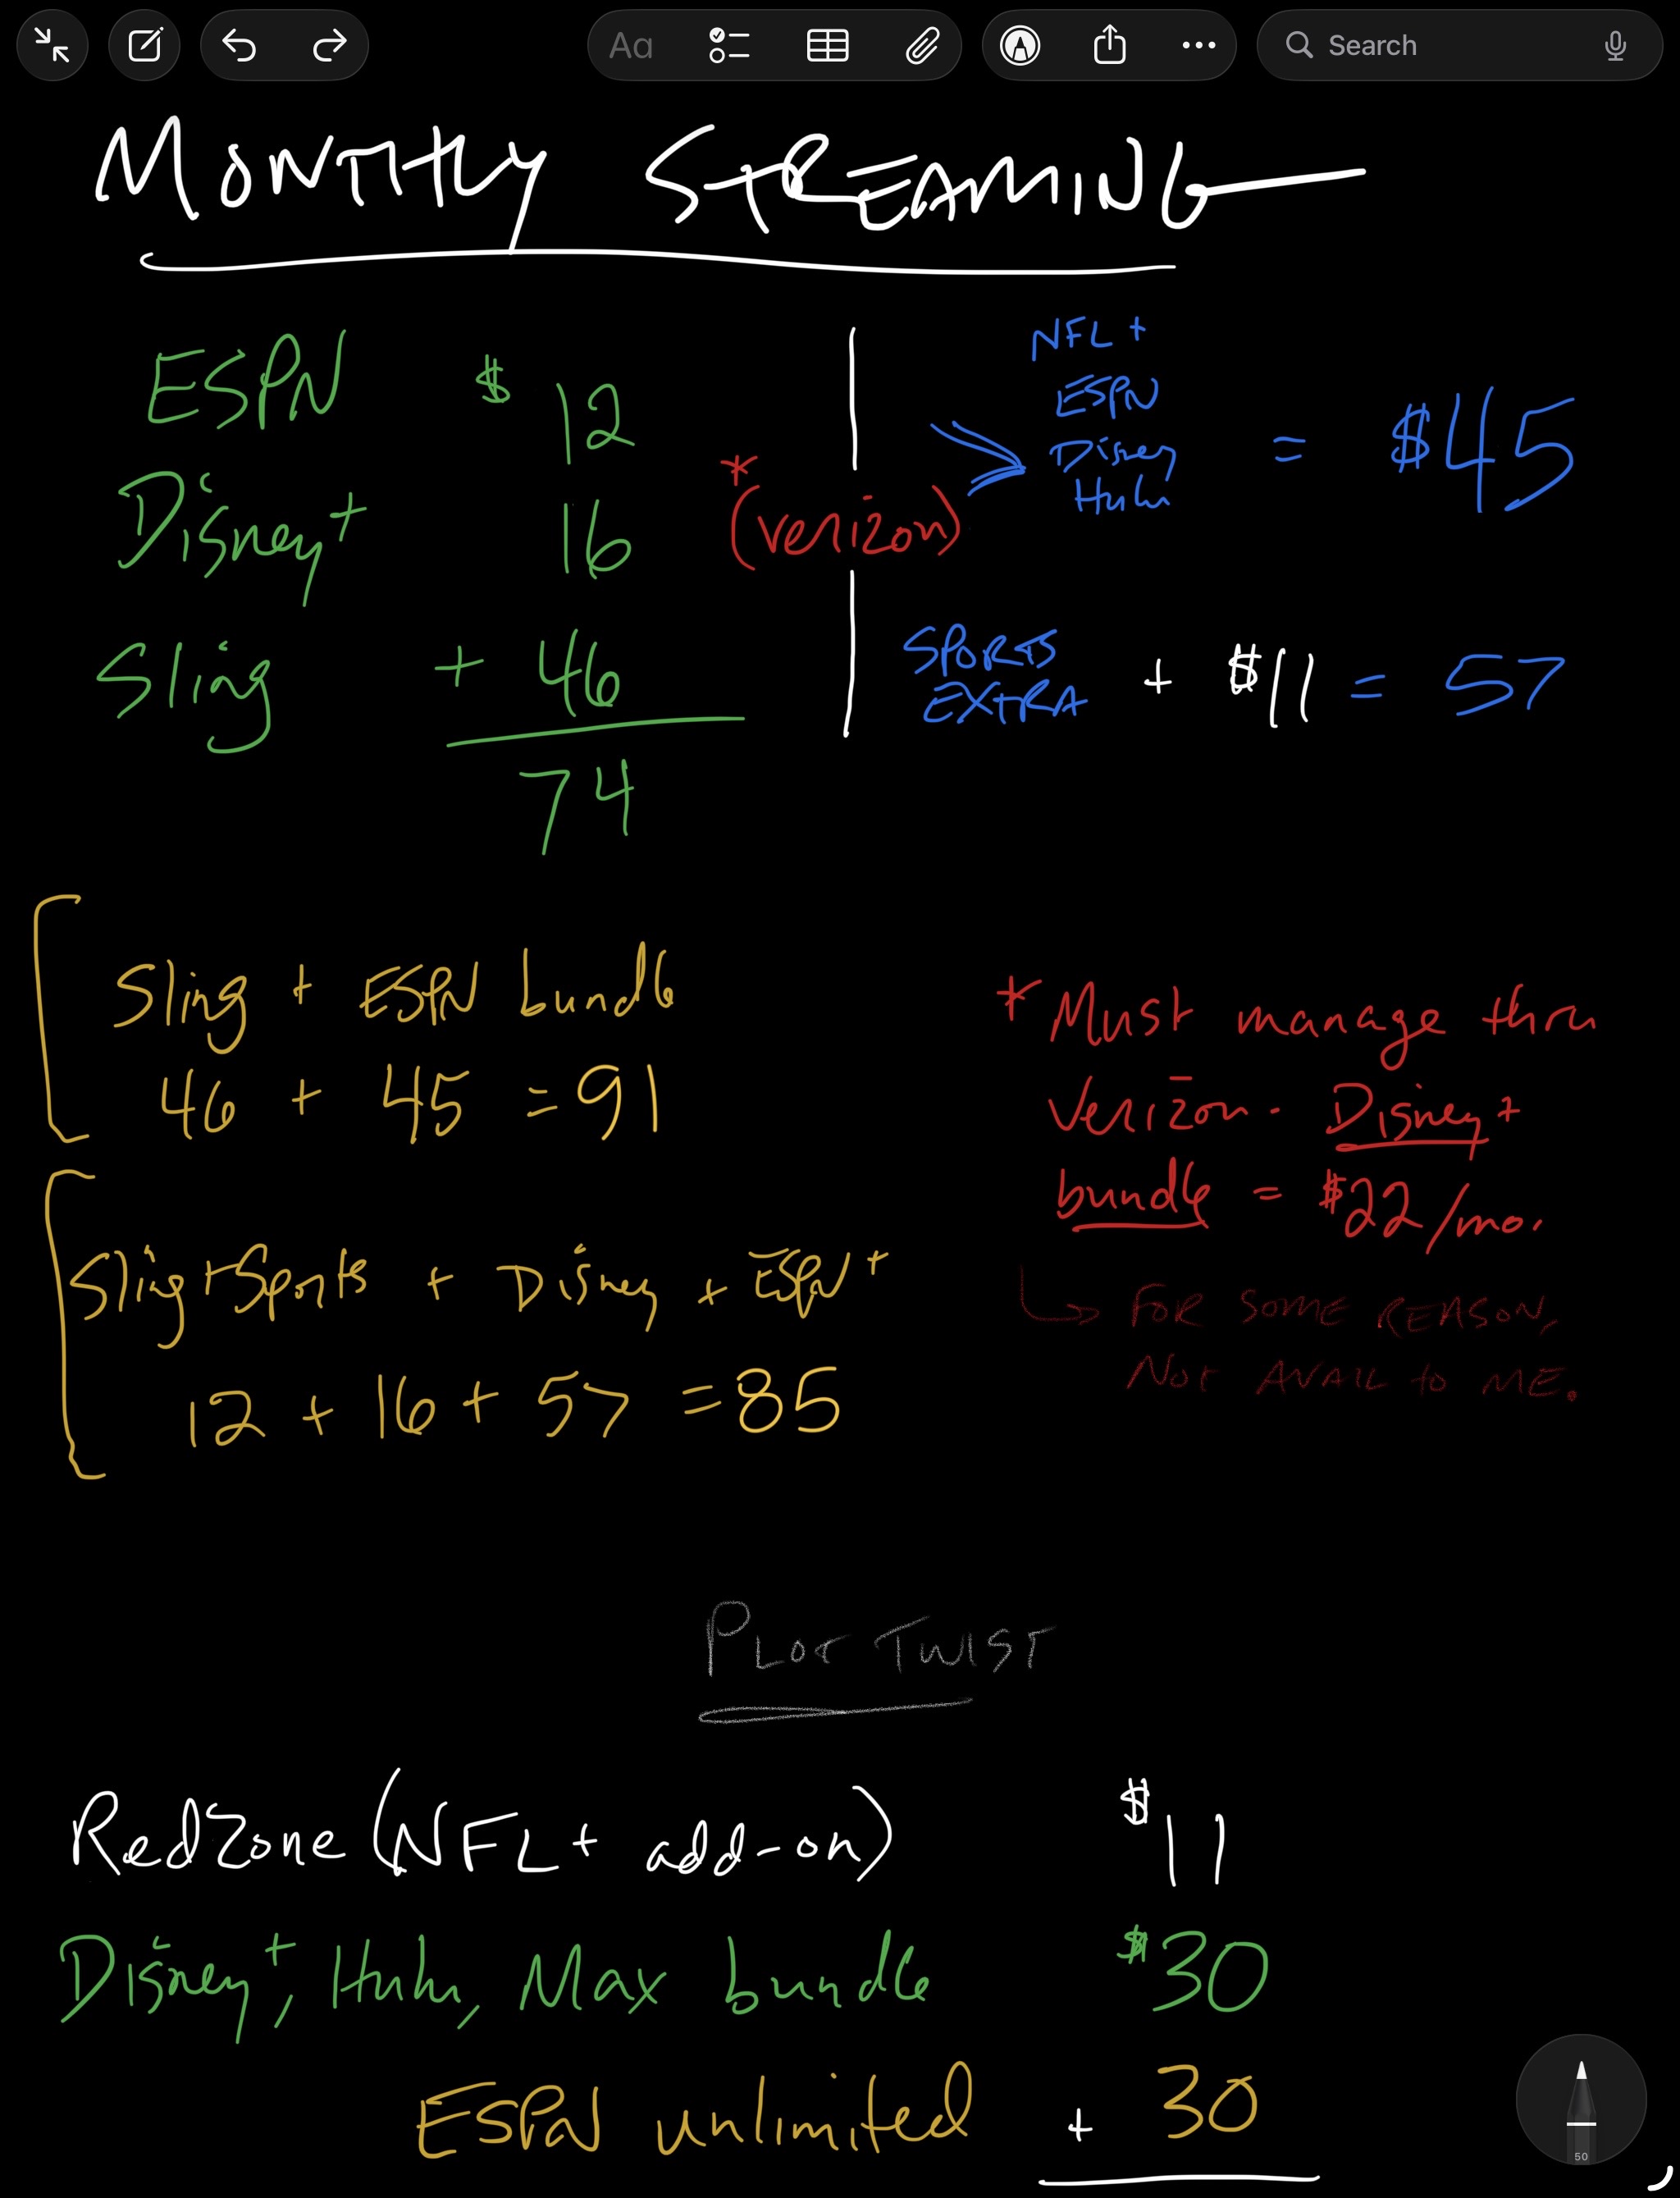 Aa
Search
MONTHLY STREAMING
ESPN $ 12
Disney+ 16
Sling + 46
74
* (verizon)
NFL +
ESPN
Disney
Hulu
= $45
SPORTS
EXTRA
+ $11 = 57
Sling + ESPN bundle
46 + 45 = 91
Sling+Sports + Disney + ESPN+
12 + 16 + 57 = 85
* Must manage thru
Verizon - Disney+
bundle = $22/mo.
FOR SOME REASON,
NOT AVAIL to ME.
PLOT TWIST
RedZone (NFL+ add-on) $11
Disney+, Hulu, Max bundle $30
ESPN unlimited + 30
50